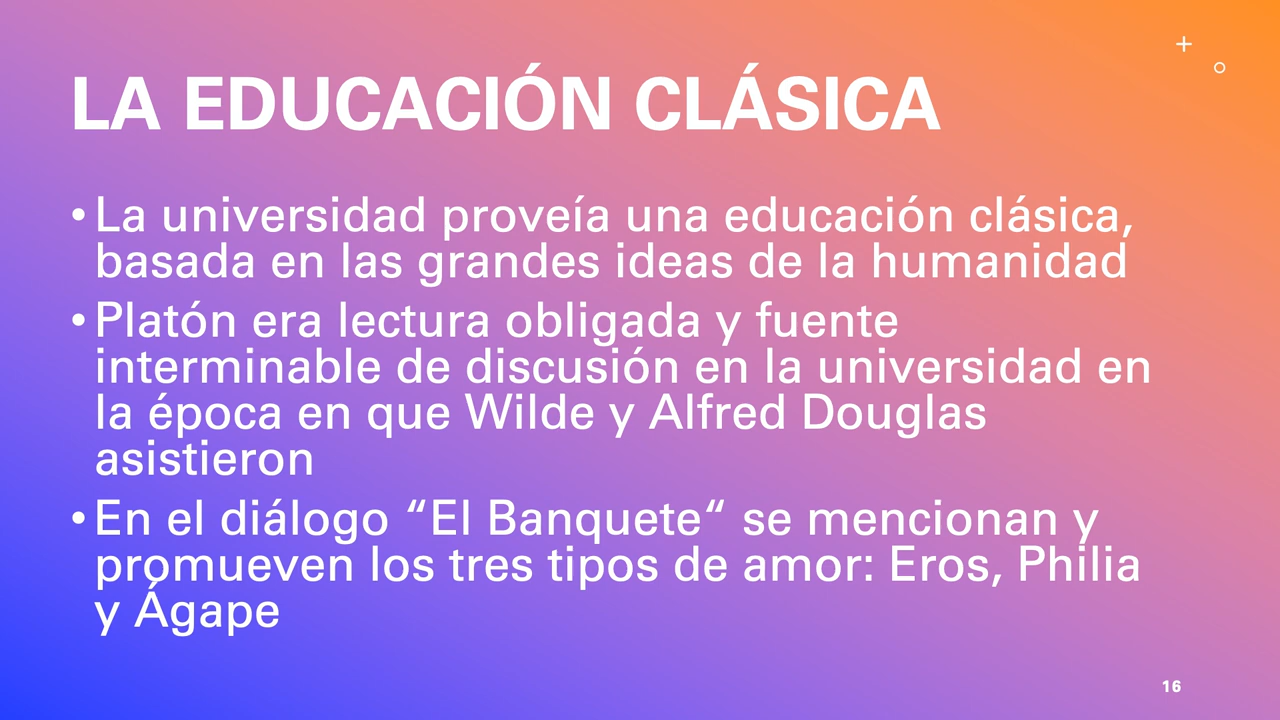 LA EDUCACIÓN CLÁSICA
• La universidad proveía una educación clásica,
basada en las grandes ideas de la humanidad
• Platón era lectura obligada y fuente
interminable de discusión en la universidad en
la época en que Wilde y Alfred Douglas
asistieron
• En el diálogo “El Banquete“ se mencionan y
promueven los tres tipos de amor: Eros, Philia
y Ágape
16